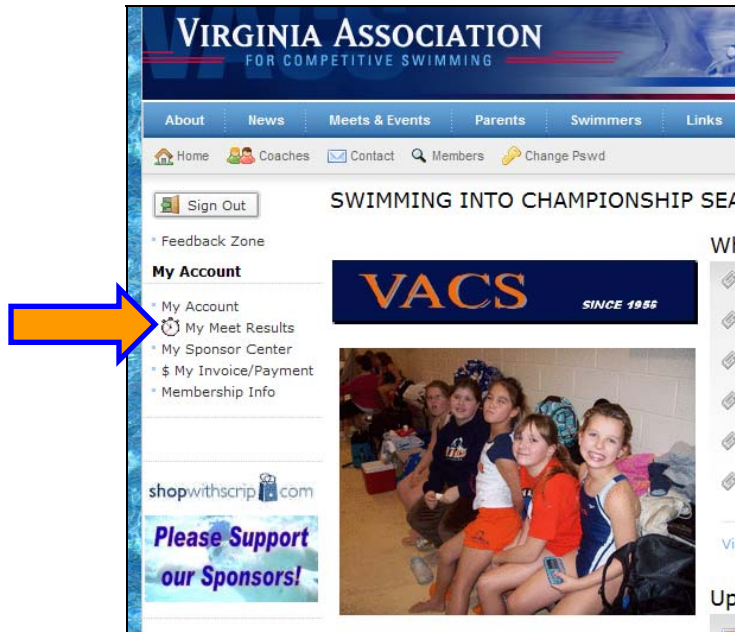 VIRGINIA ASSOCIATION
FOR COMPETITIVE SWIMMING
About News Meets & Events Parents Swimmers Links
Home Coaches Contact Members Change Pswd
Sign Out
SWIMMING INTO CHAMPIONSHIP
Feedback Zone
My Account
VACS SINCE 1956
My Account
My Meet Results
My Sponsor Center
$ My Invoice/Payment
Membership Info
shopwithscrip.com
Please Support
our Sponsors!